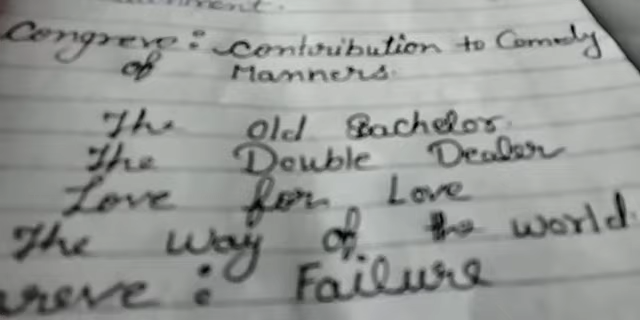 Congreve: Contribution to Comedy
of Manners.
The Old Bachelor.
The Double Dealer
Love for Love
The way of the world.
reve : Failure